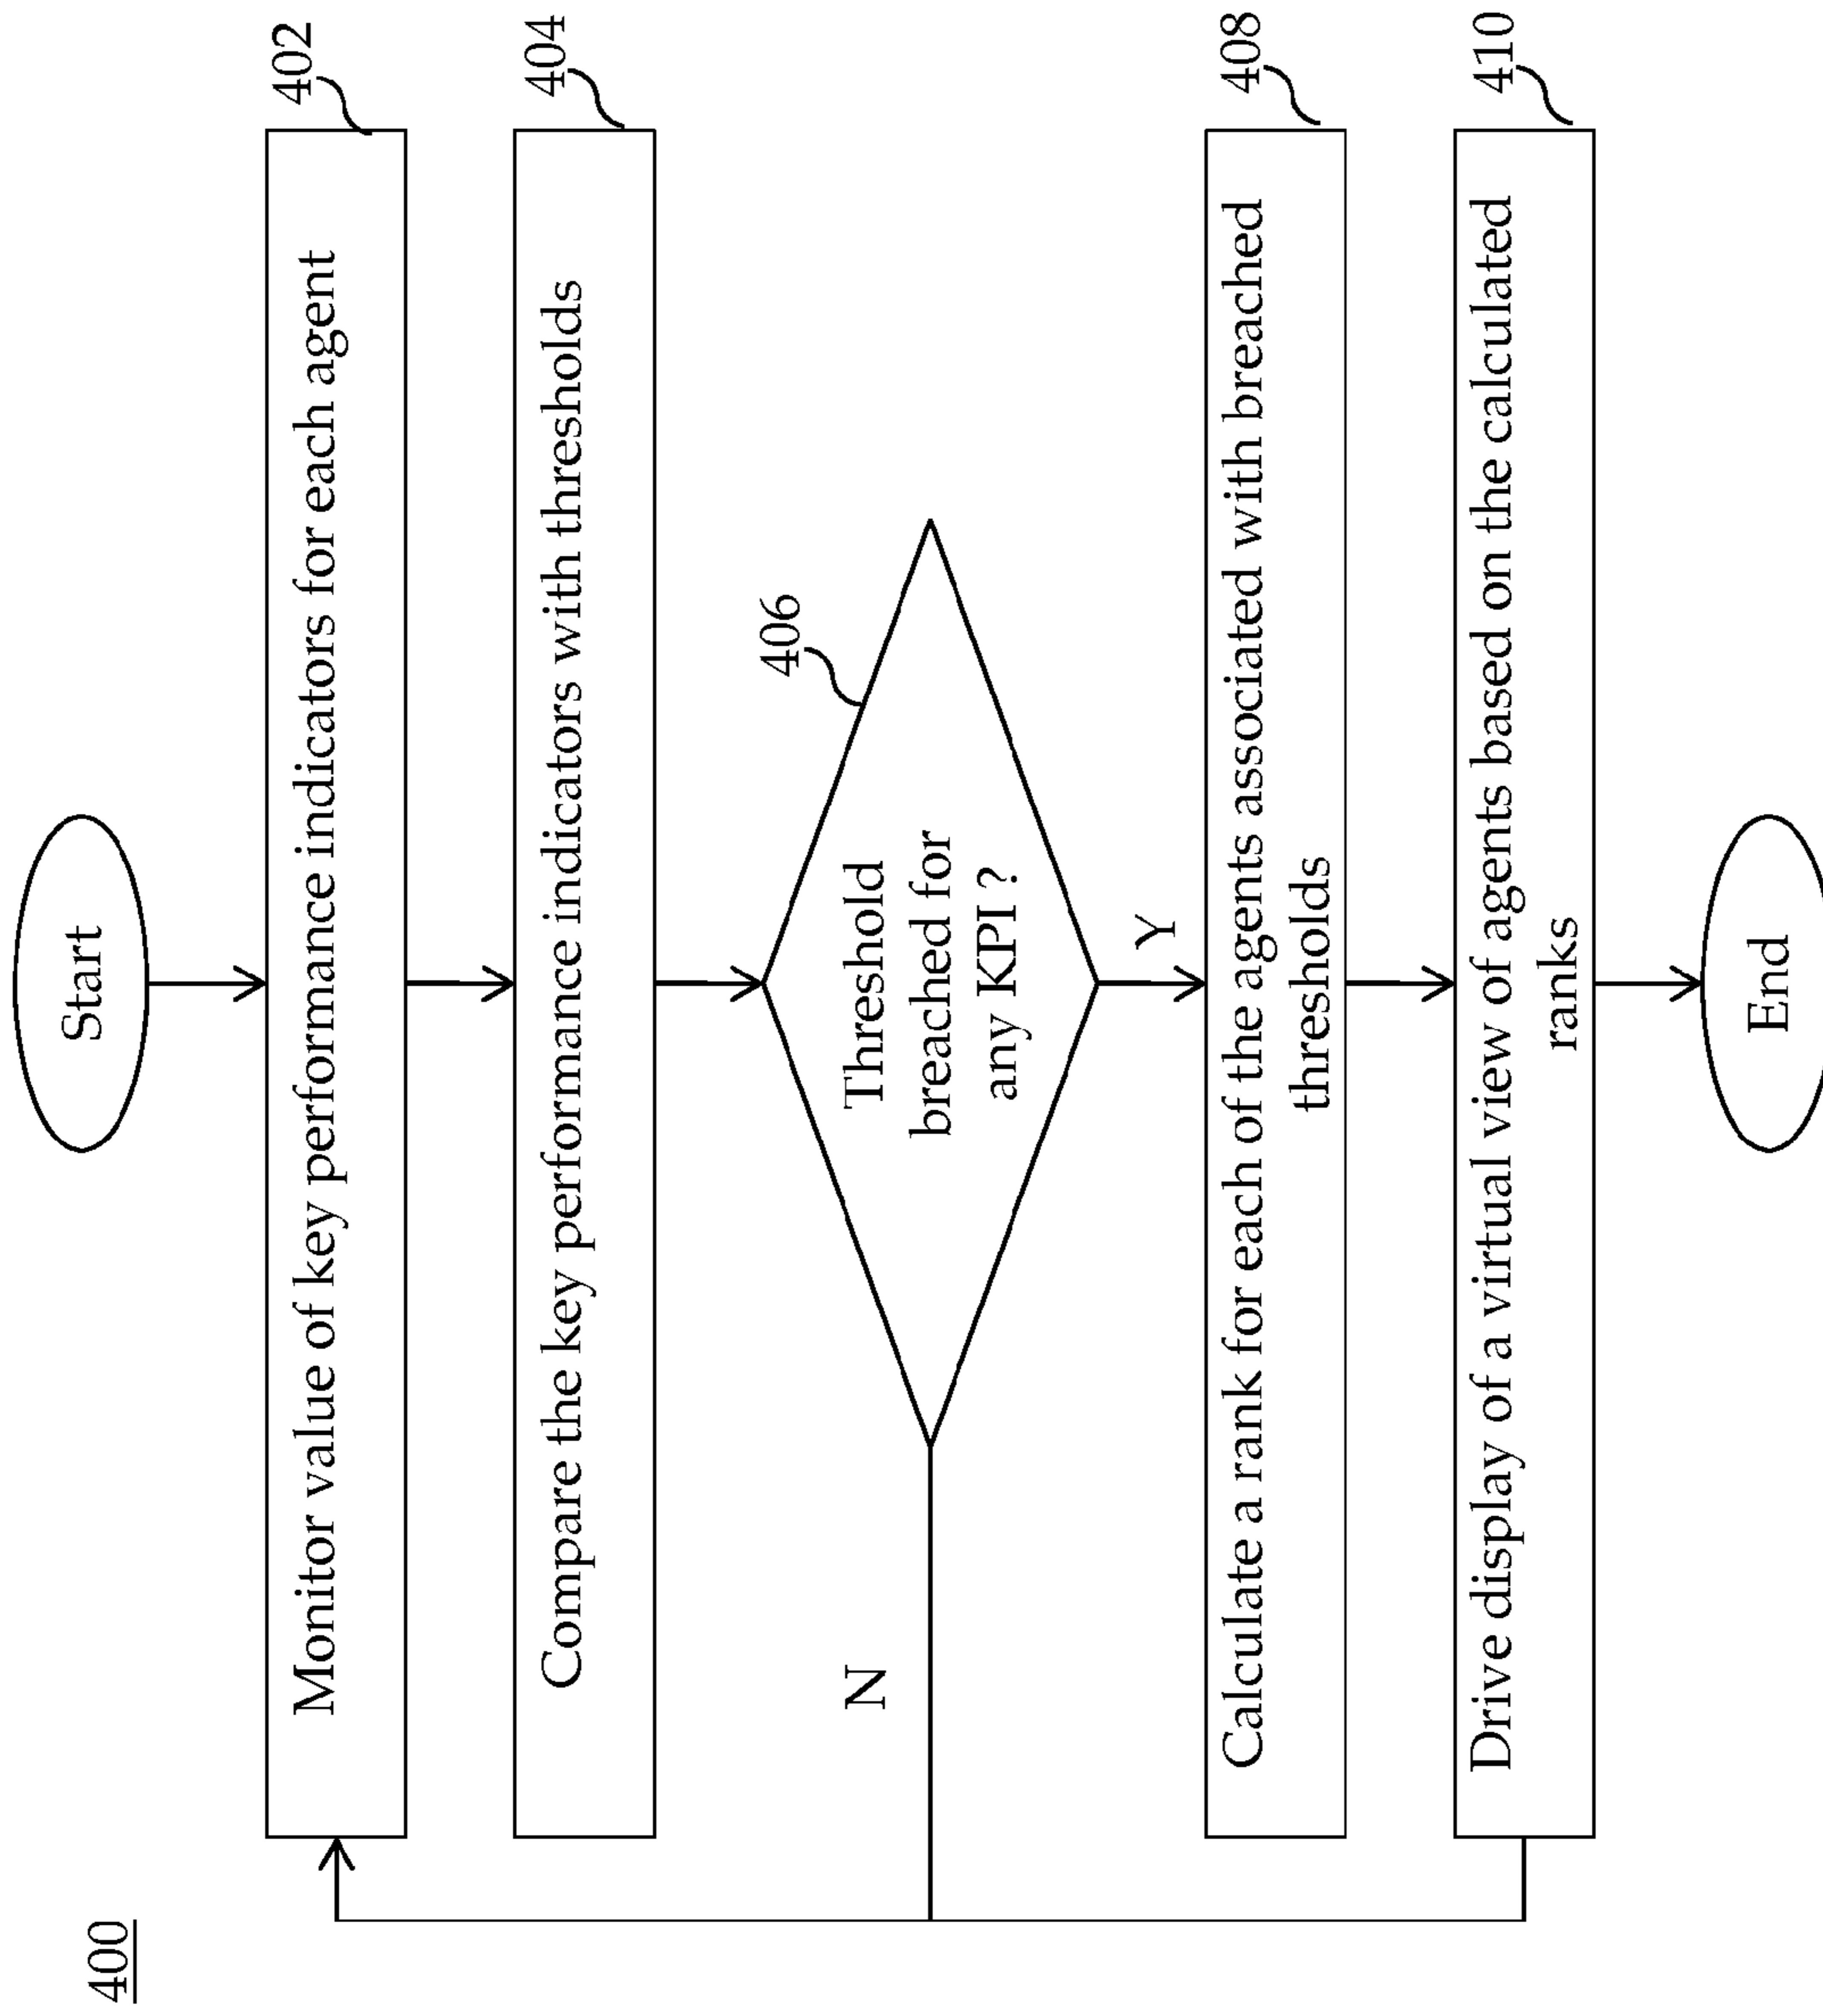 400
Start
Monitor value of key performance indicators for each agent
402
Compare the key performance indicators with thresholds
404
Threshold
breached for
any KPI ?
406
N
Y
Calculate a rank for each of the agents associated with breached
thresholds
408
Drive display of a virtual view of agents based on the calculated
ranks
410
End